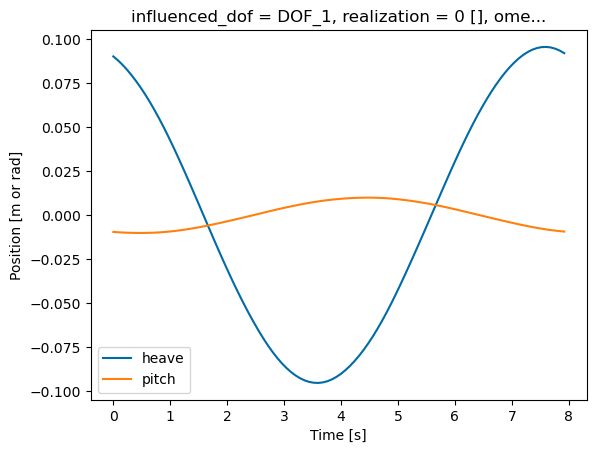 influenced_dof = DOF_1, realization = 0 [], ome...
Position [m or rad]
0.100
0.075
0.050
0.025
0.000
−0.025
−0.050
−0.075
−0.100
heave
pitch
0 1 2 3 4 5 6 7 8
Time [s]